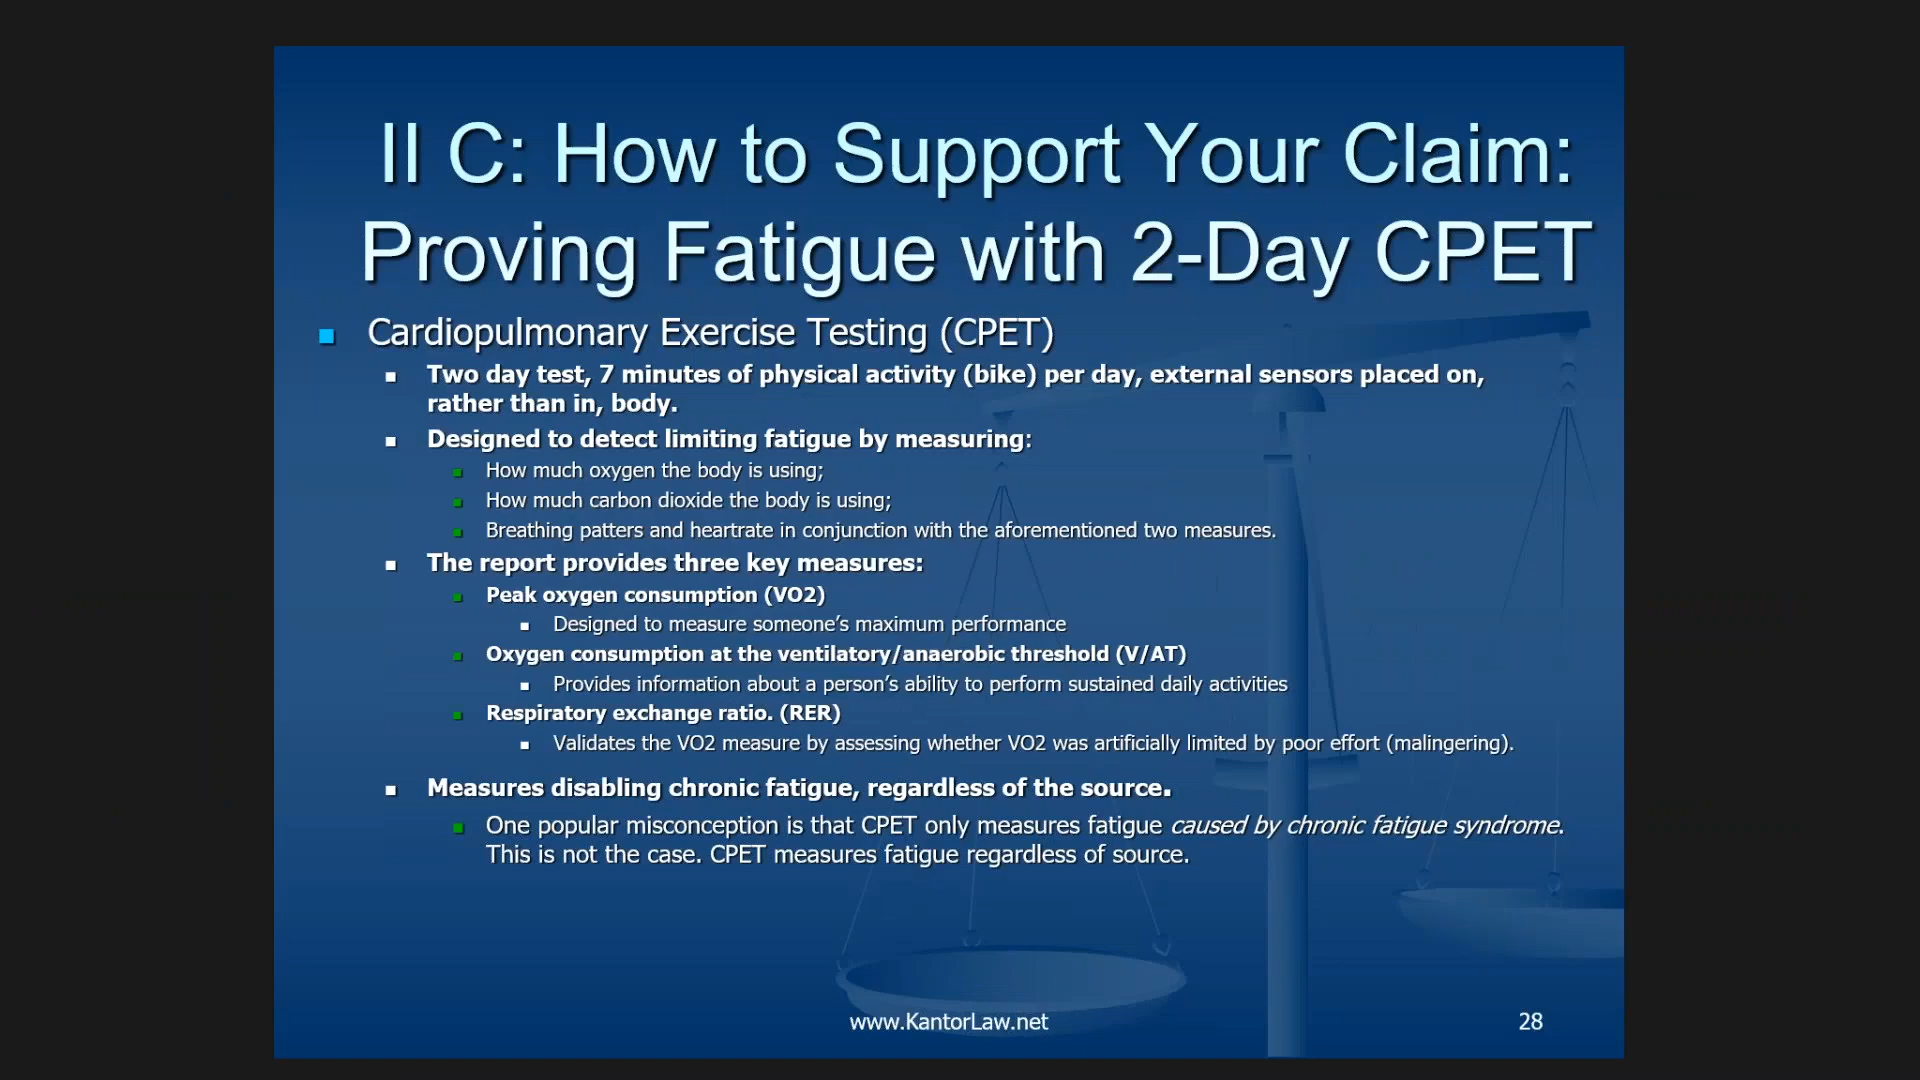 II C: How to Support Your Claim:
Proving Fatigue with 2-Day CPET
Cardiopulmonary Exercise Testing (CPET)
Two day test, 7 minutes of physical activity (bike) per day, external sensors placed on,
rather than in, body.
Designed to detect limiting fatigue by measuring:
How much oxygen the body is using;
How much carbon dioxide the body is using;
Breathing patters and heartrate in conjunction with the aforementioned two measures.
The report provides three key measures:
Peak oxygen consumption (VO2)
Designed to measure someone’s maximum performance
Oxygen consumption at the ventilatory/anaerobic threshold (V/AT)
Provides information about a person’s ability to perform sustained daily activities
Respiratory exchange ratio. (RER)
Validates the VO2 measure by assessing whether VO2 was artificially limited by poor effort (malingering).
Measures disabling chronic fatigue, regardless of the source.
One popular misconception is that CPET only measures fatigue caused by chronic fatigue syndrome.
This is not the case. CPET measures fatigue regardless of source.
www.KantorLaw.net
28